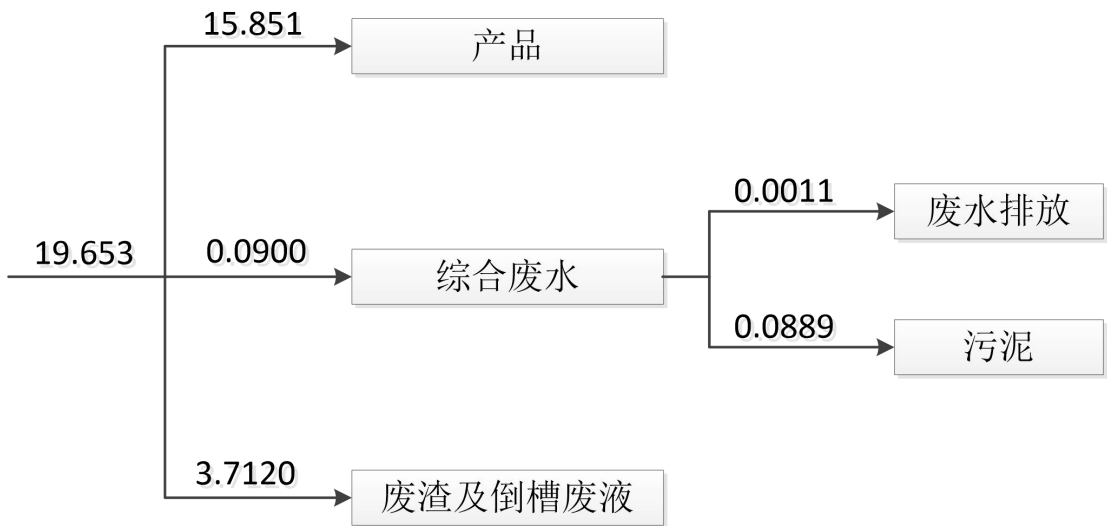 15.851
产品
0.0011
废水排放
19.653
0.0900
综合废水
0.0889
污泥
3.7120
废渣及倒槽废液